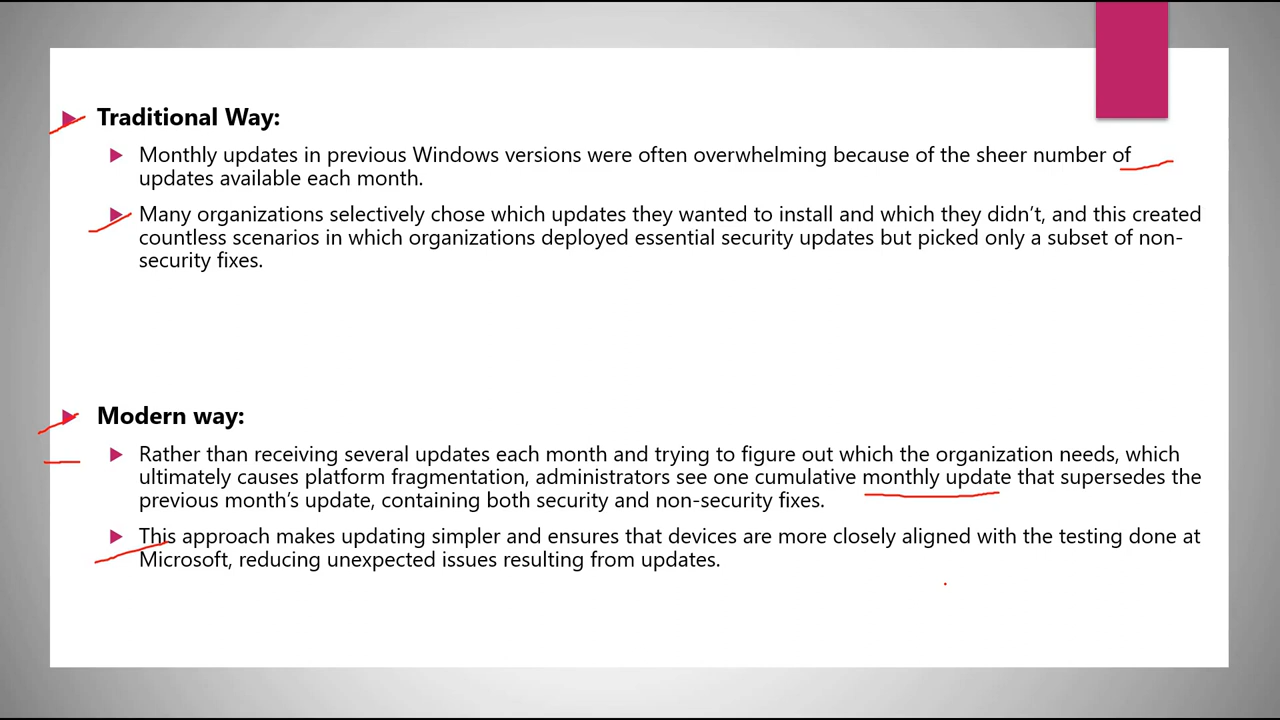 Traditional Way:
Monthly updates in previous Windows versions were often overwhelming because of the sheer number of
updates available each month.
Many organizations selectively chose which updates they wanted to install and which they didn’t, and this created
countless scenarios in which organizations deployed essential security updates but picked only a subset of non-
security fixes.
Modern way:
Rather than receiving several updates each month and trying to figure out which the organization needs, which
ultimately causes platform fragmentation, administrators see one cumulative monthly update that supersedes the
previous month’s update, containing both security and non-security fixes.
This approach makes updating simpler and ensures that devices are more closely aligned with the testing done at
Microsoft, reducing unexpected issues resulting from updates.